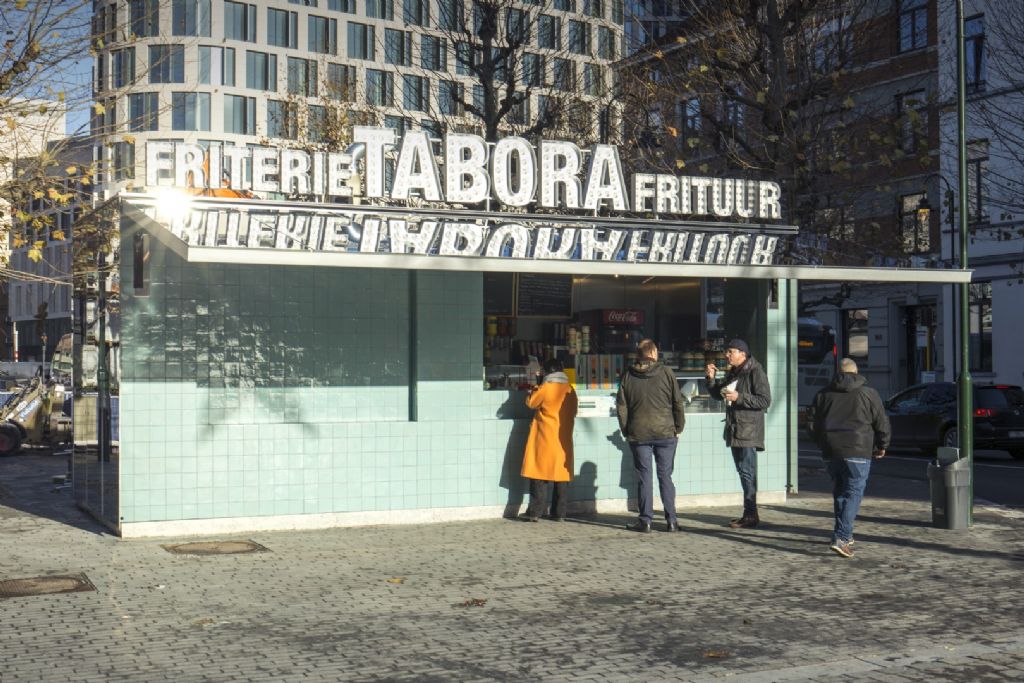 FRITERIE TABORA FRITUUR
Coca-Cola